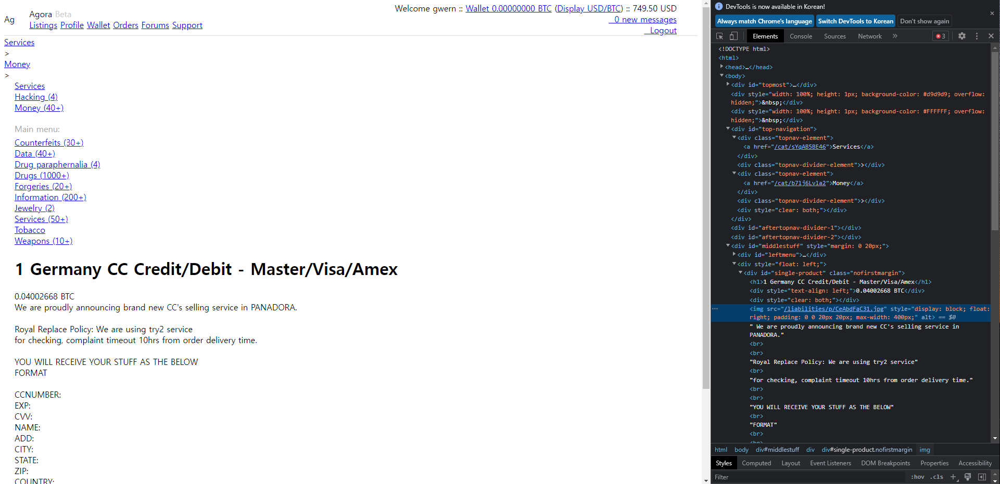 Ag
Agora Beta
Listings Profile Wallet Orders Forums Support
Welcome gwern :: Wallet 0.00000000 BTC (Display USD/BTC) :: 749.50 USD
0 new messages
Logout
Services
>
Money
>
Services
Hacking (4)
Money (40+)
Main menu:
Counterfeits (30+)
Data (40+)
Drug paraphernalia (4)
Drugs (1000+)
Forgeries (20+)
Information (200+)
Jewelry (2)
Services (50+)
Tobacco
Weapons (10+)
1 Germany CC Credit/Debit - Master/Visa/Amex
0.04002668 BTC
We are proudly announcing brand new CC's selling service in PANADORA.
Royal Replace Policy: We are using try2 service
for checking, complaint timeout 10hrs from order delivery time.
YOU WILL RECEIVE YOUR STUFF AS THE BELOW
FORMAT
CCNUMBER:
EXP:
CVV:
NAME:
ADD:
CITY:
STATE:
ZIP:
COUNTRY:
DevTools is now available in Korean!
Always match Chrome's language Switch DevTools to Korean Don't show again
Elements Console Sources Network » 3
<!DOCTYPE html>
<html>
<head>…</head>
<body>
<div id="topmost">…</div>
<div style="width: 100%; height: 1px; background-color: #d9d9d9; overflow:
hidden;">&nbsp;</div>
<div style="width: 100%; height: 1px; background-color: #FFFFFF; overflow:
hidden;">&nbsp;</div>
<div id="top-navigation">
<div class="topnav-element">
<a href="/cat/sYqAB5BE46">Services</a>
</div>
<div class="topnav-divider-element">></div>
<div class="topnav-element">
<a href="/cat/b7lj6Lvla2">Money</a>
</div>
<div class="topnav-divider-element">></div>
<div style="clear: both;"></div>
</div>
<div id="aftertopnav-divider-1"></div>
<div id="aftertopnav-divider-2"></div>
<div id="middlestuff" style="margin: 0 20px;">
<div id="leftmenu">…</div>
<div style="float: left;">
<div id="single-product" class="nofirstmargin">
<h1>1 Germany CC Credit/Debit - Master/Visa/Amex</h1>
<div style="text-align: left;">0.04002668 BTC</div>
<div style="clear: both;"></div>
<img src="/liabilities/p/CeAbdFaC31.jpg" style="display: block; float:
right; padding: 0 0 20px 20px; max-width: 400px;" alt> == $0
" We are proudly announcing brand new CC's selling service in
PANADORA."
<br>
<br>
"Royal Replace Policy: We are using try2 service"
<br>
"for checking, complaint timeout 10hrs from order delivery time."
<br>
<br>
"YOU WILL RECEIVE YOUR STUFF AS THE BELOW"
<br>
"FORMAT"
<br>
<br>
html body div#middlestuff div div#single-product.nofirstmargin img
Styles Computed Layout Event Listeners DOM Breakpoints Properties Accessibility
Filter :hov .cls +